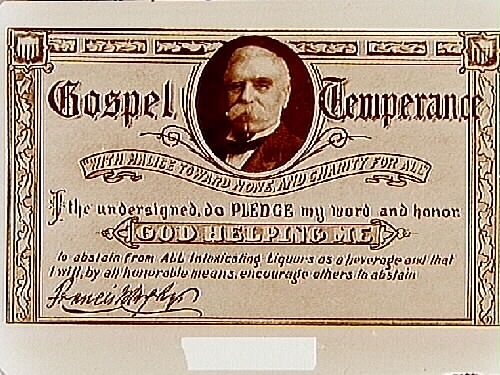 Gospel Temperance
"WITH MALICE TOWARD NONE AND CHARITY FOR ALL"
I the undersigned, do PLEDGE my word and honor
GOD HELPING ME
to abstain from ALL Intoxicating Liquors as a beverage and that
I will, by all honorable means, encourage others to abstain
Francis Murphy